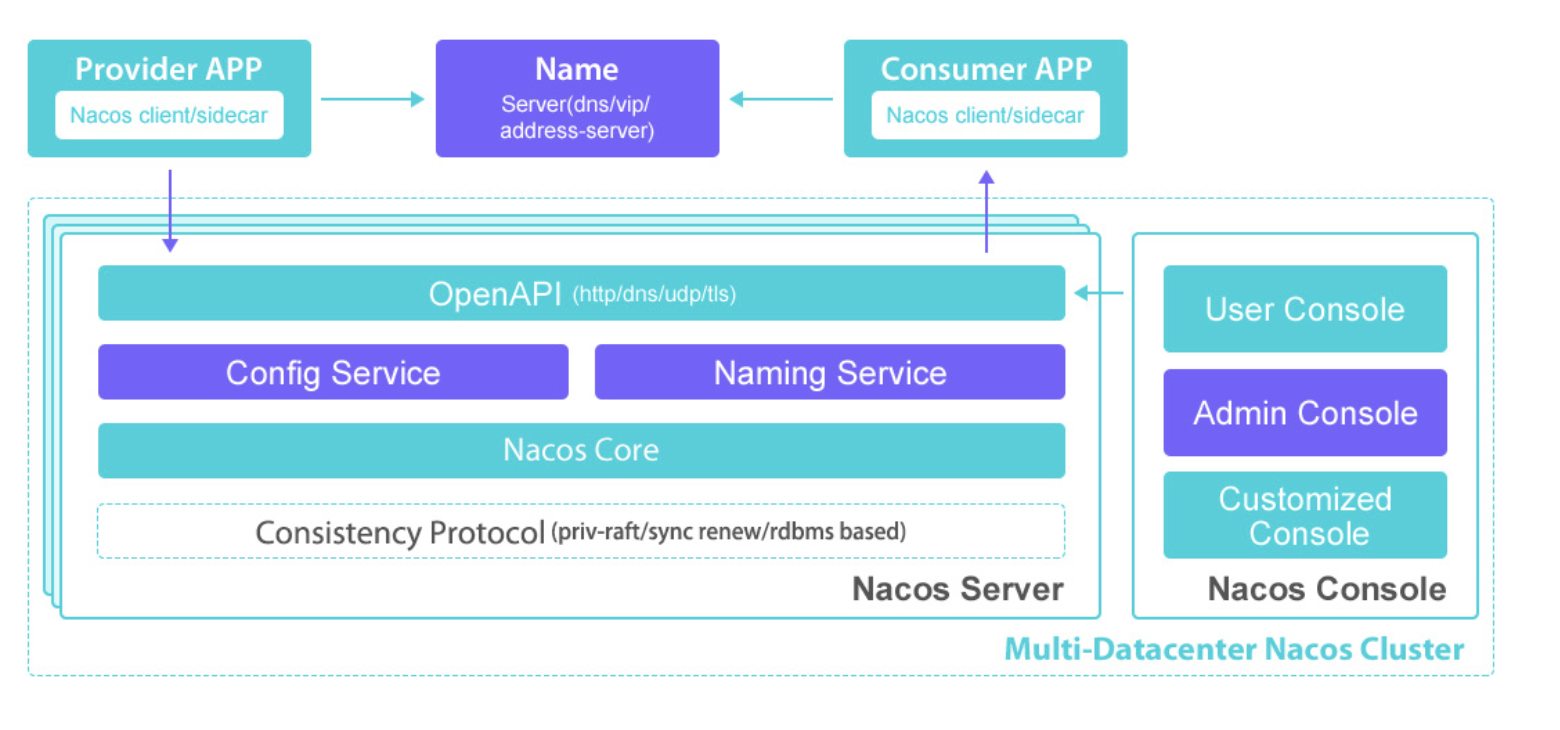 Provider APP
Nacos client/sidecar
Name
Server(dns/vip/
address-server)
Consumer APP
Nacos client/sidecar
OpenAPI (http/dns/udp/tls)
Config Service
Naming Service
Nacos Core
Consistency Protocol (priv-raft/sync renew/rdbms based)
Nacos Server
User Console
Admin Console
Customized
Console
Nacos Console
Multi-Datacenter Nacos Cluster